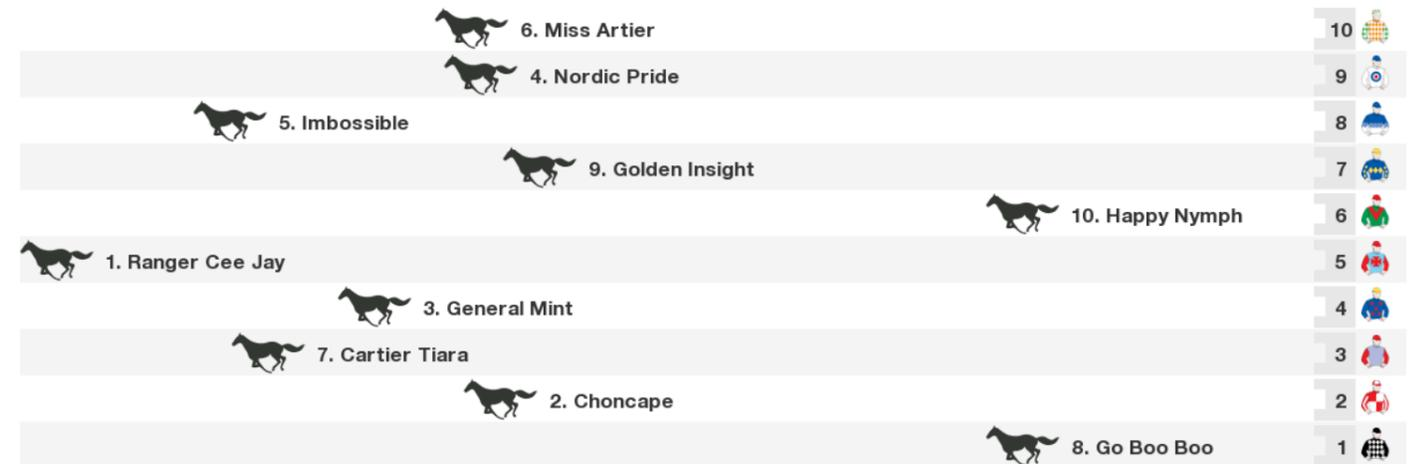 6. Miss Artier 10
4. Nordic Pride 9
5. Imbossible 8
9. Golden Insight 7
10. Happy Nymph 6
1. Ranger Cee Jay 5
3. General Mint 4
7. Cartier Tiara 3
2. Choncape 2
8. Go Boo Boo 1